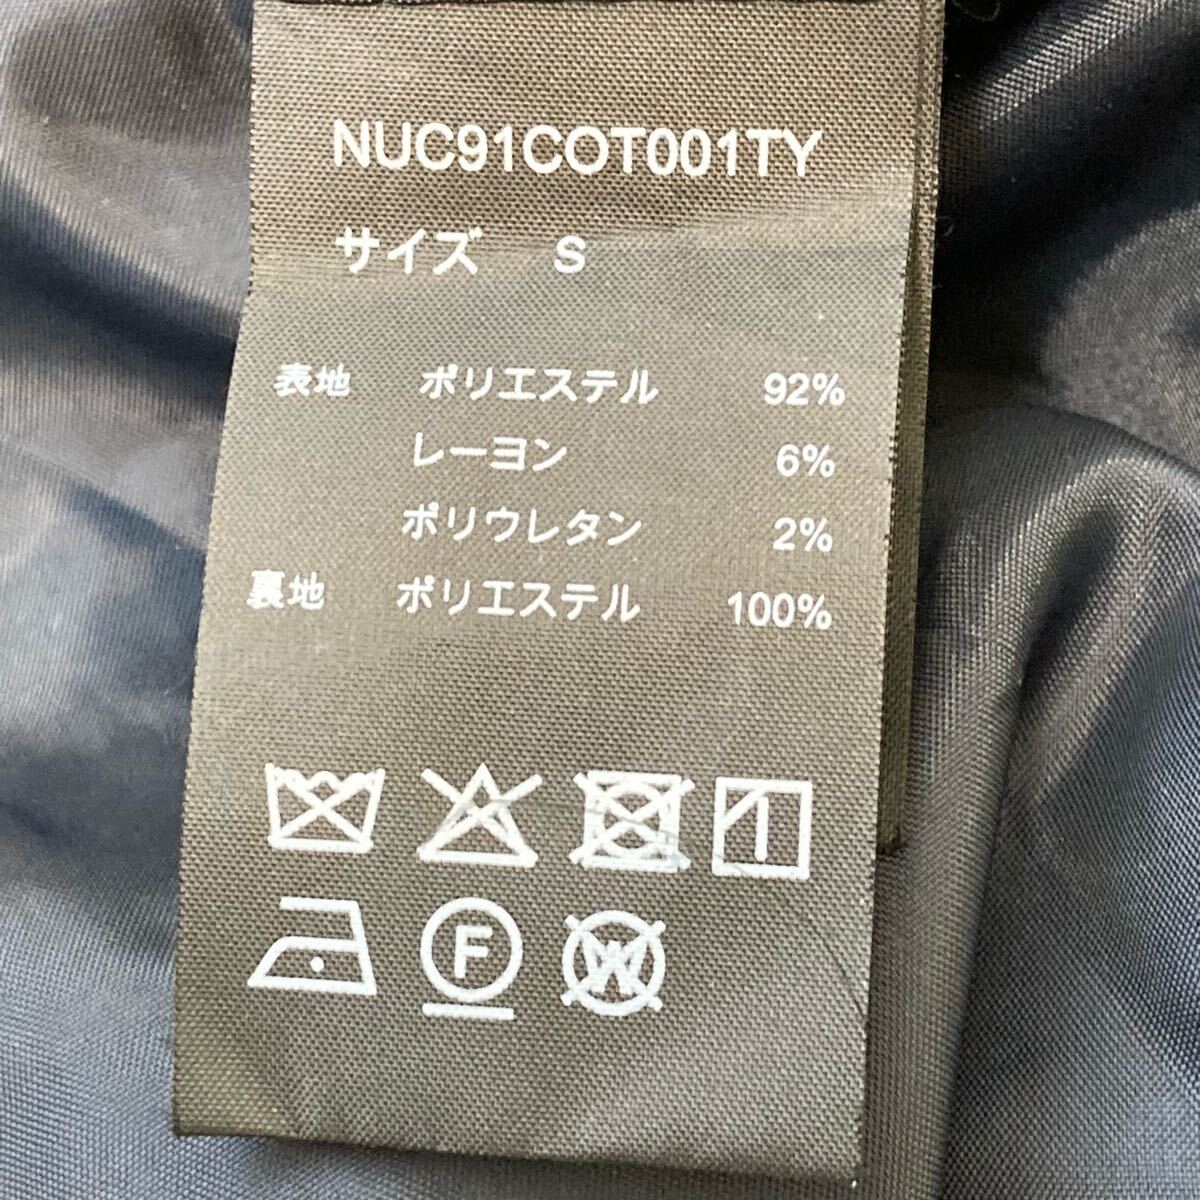 NUC91COT001TY
サイズ S
表地 ポリエステル 92%
レーヨン 6%
ポリウレタン 2%
裏地 ポリエステル 100%
F
W